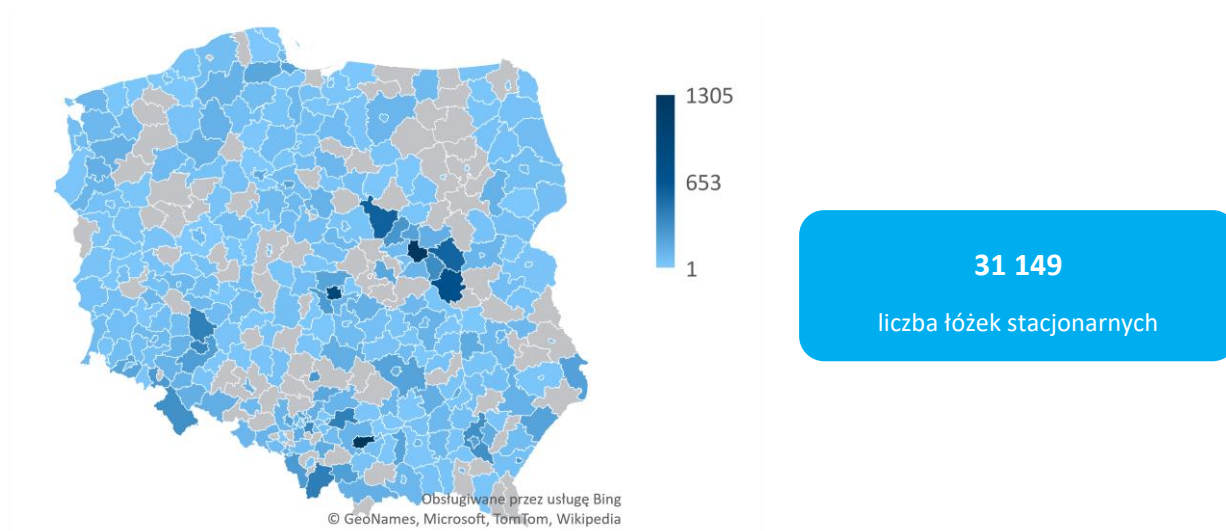 1305
653
1
31 149
liczba łóżek stacjonarnych
Obsługiwane przez usługę Bing
© GeoNames, Microsoft, TomTom, Wikipedia